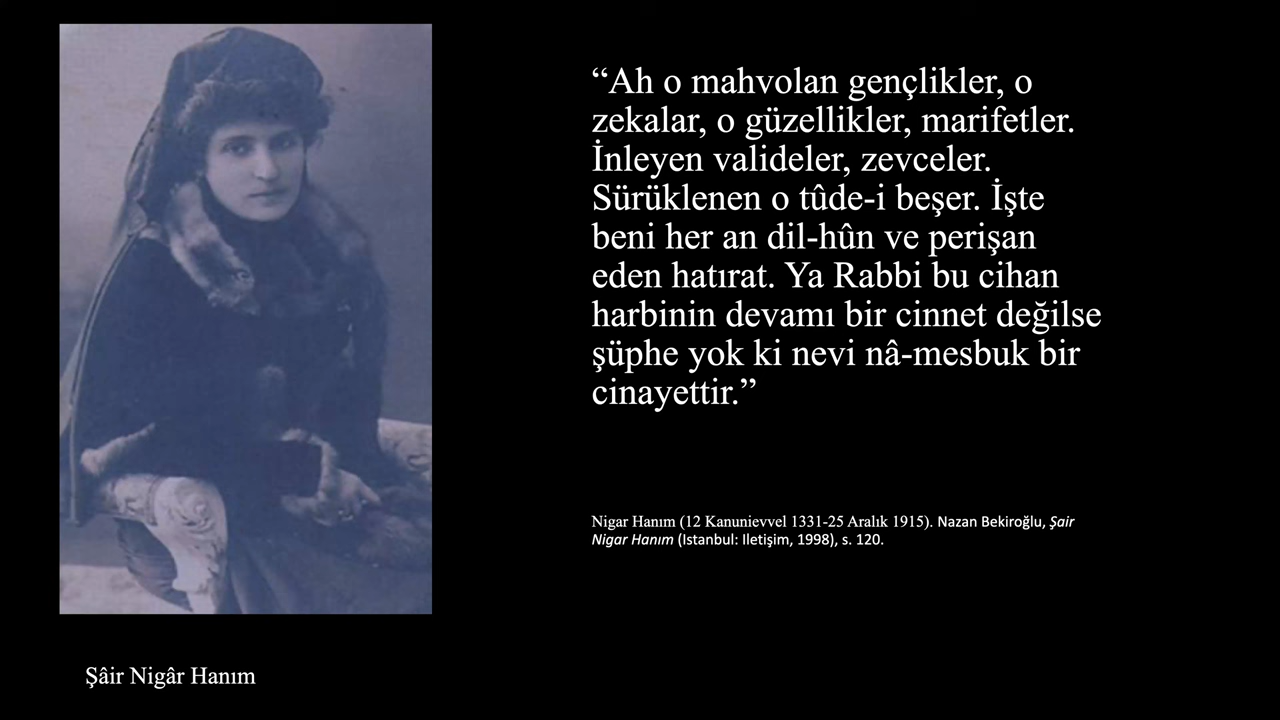 “Ah o mahvolan gençlikler, o
zekalar, o güzellikler, marifetler.
İnleyen valideler, zevceler.
Sürüklenen o tûde-i beşer. İşte
beni her an dil-hûn ve perişan
eden hatırat. Ya Rabbi bu cihan
harbinin devamı bir cinnet değilse
şüphe yok ki nevi nâ-mesbuk bir
cinayettir.”
Nigar Hanım (12 Kanunievvel 1331-25 Aralık 1915). Nazan Bekiroğlu, Şair
Nigar Hanım (Istanbul: Iletişim, 1998), s. 120.
Şâir Nigâr Hanım